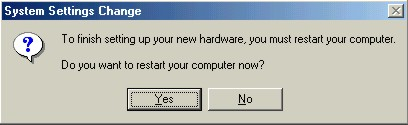 System Settings Change
To finish setting up your new hardware, you must restart your computer.
Do you want to restart your computer now?
Yes
No